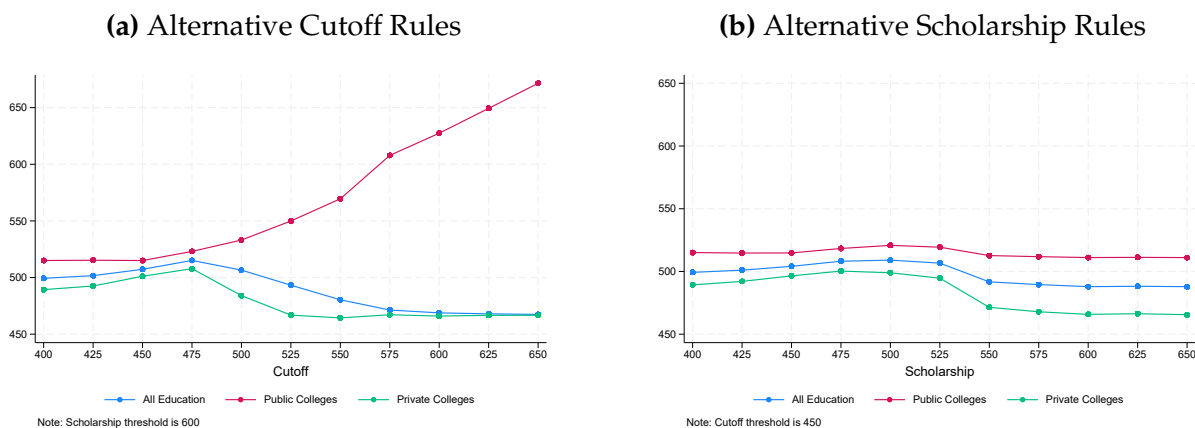 (a) Alternative Cutoff Rules
650
600
550
500
450
400 425 450 475 500 525 550 575 600 625 650
Cutoff
All Education Public Colleges Private Colleges
Note: Scholarship threshold is 600
(b) Alternative Scholarship Rules
650
600
550
500
450
400 425 450 475 500 525 550 575 600 625 650
Scholarship
All Education Public Colleges Private Colleges
Note: Cutoff threshold is 450